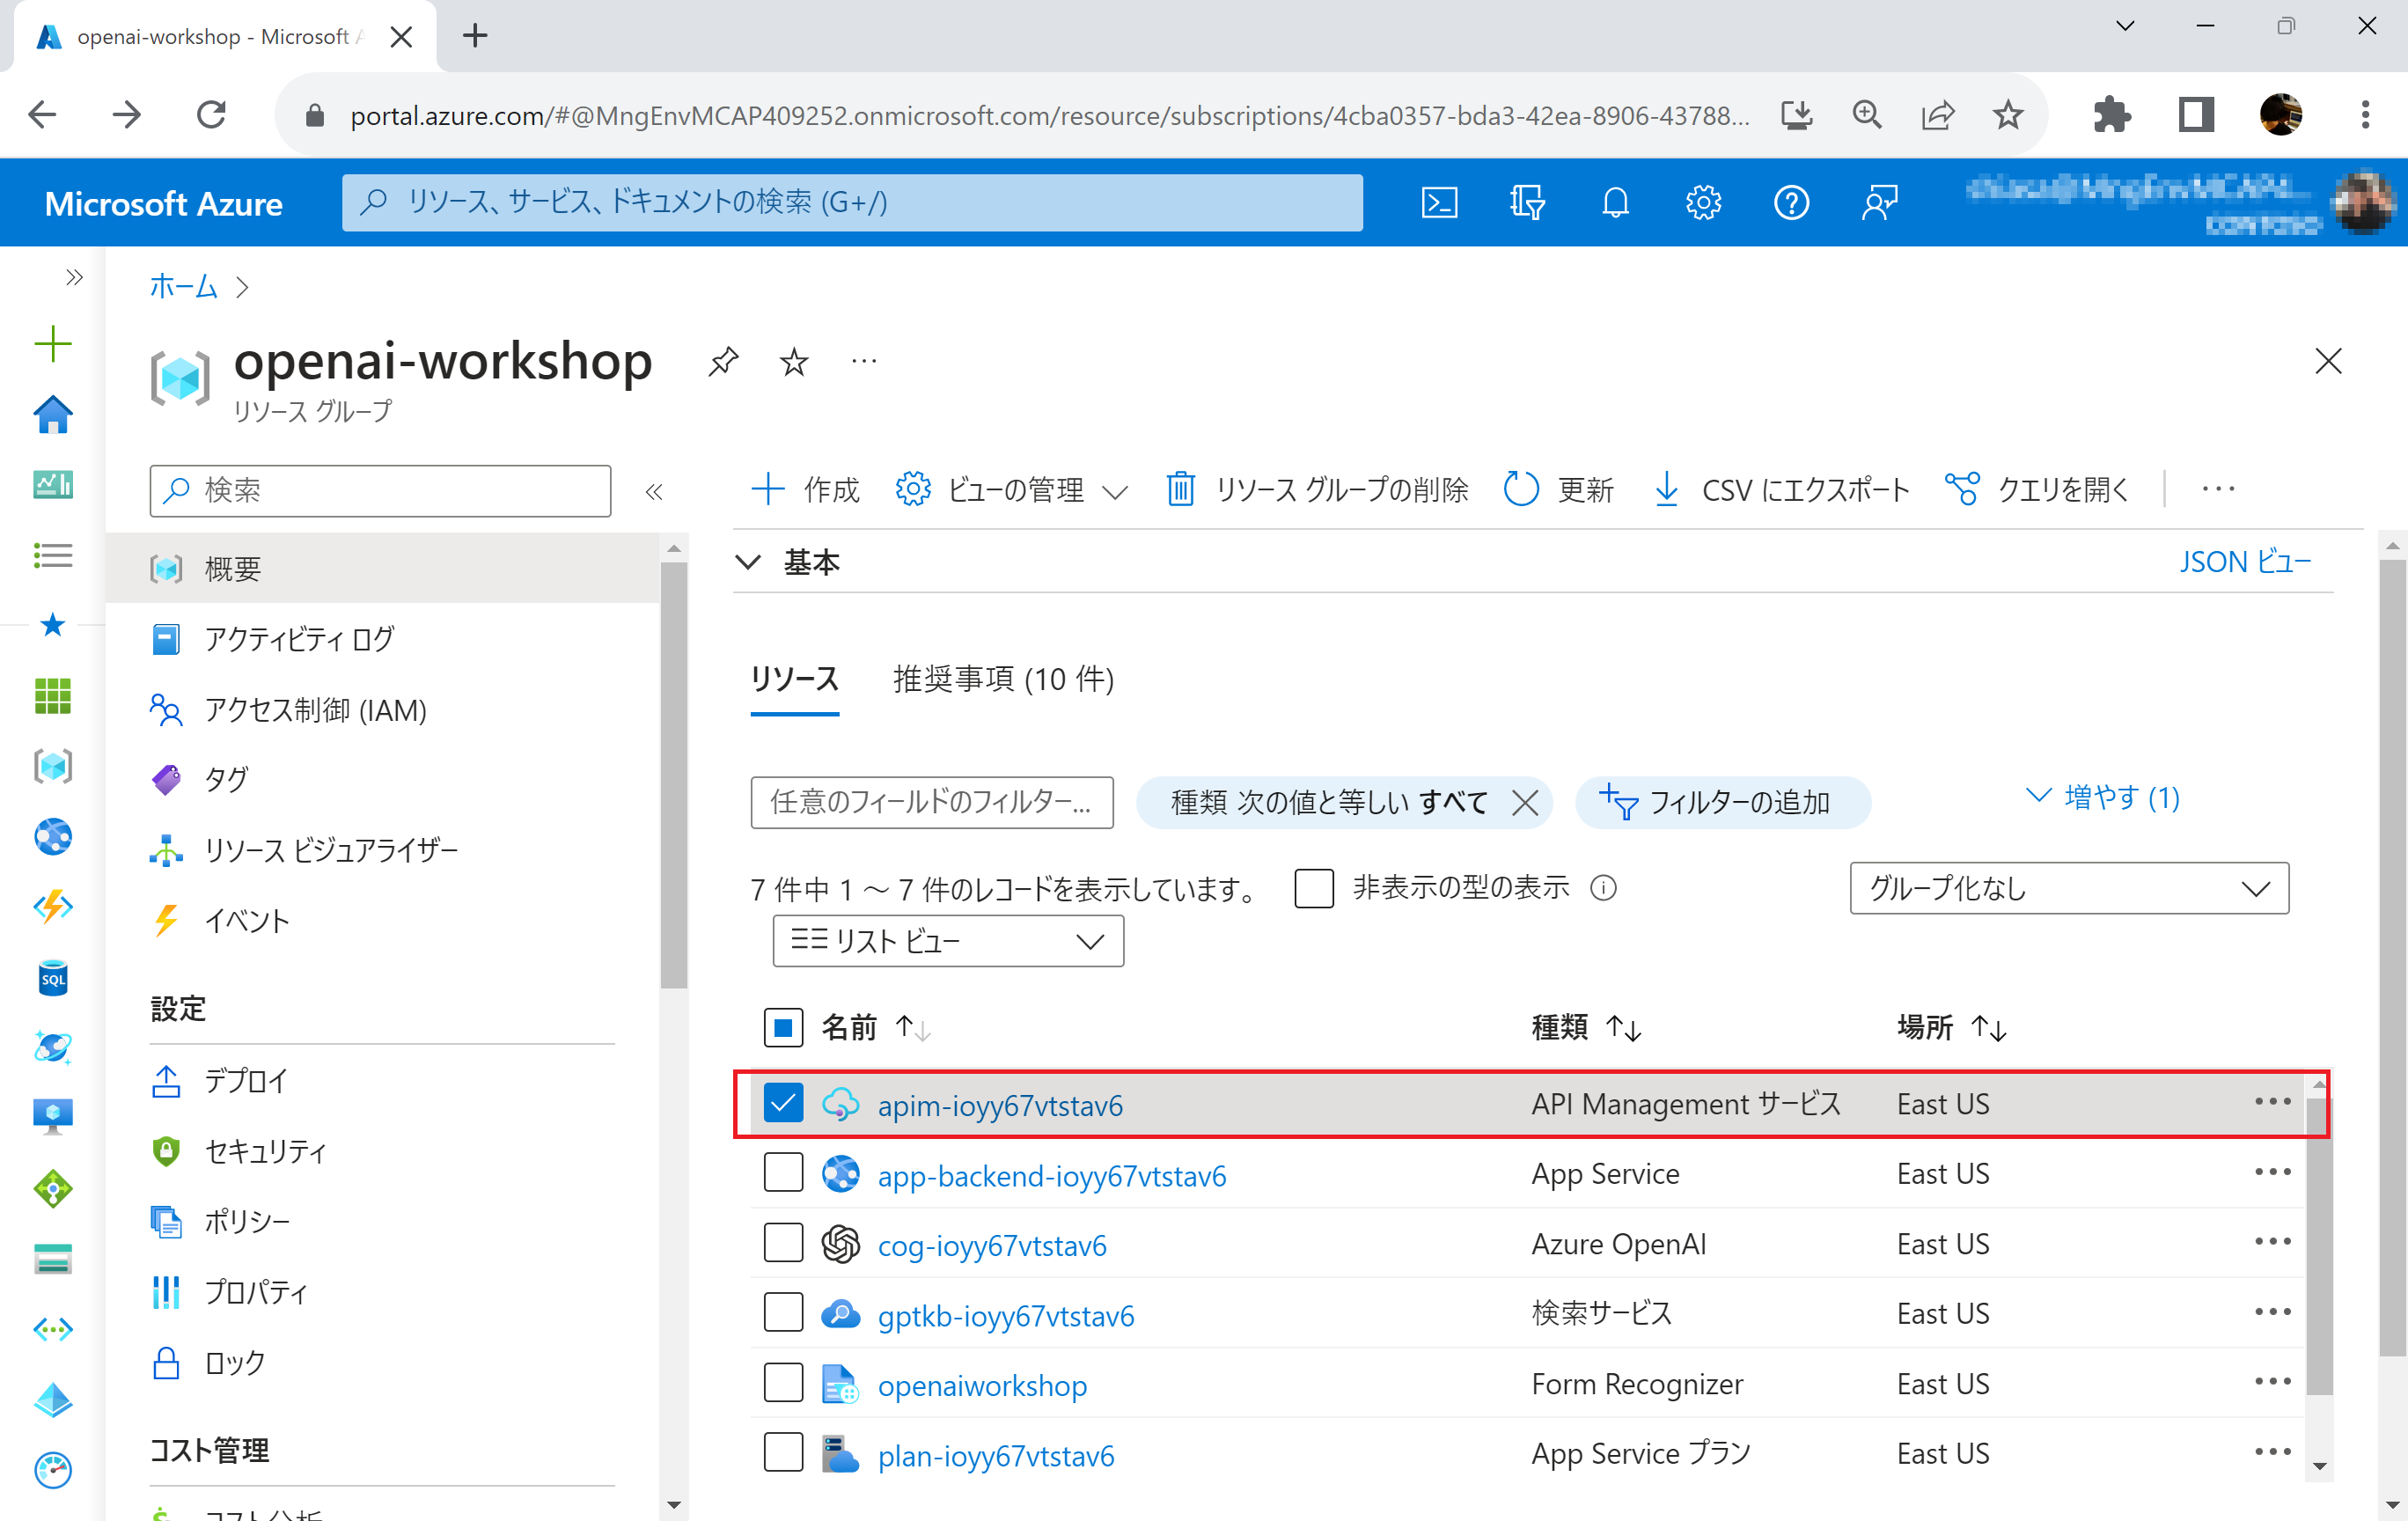 openai-workshop - Microsoft A
portal.azure.com/#@MngEnvMCAP409252.onmicrosoft.com/resource/subscriptions/4cba0357-bda3-42ea-8906-43788...
Microsoft Azure
リソース、サービス、ドキュメントの検索 (G+/)
ホーム
openai-workshop
リソース グループ
検索
作成
ビューの管理
リソース グループの削除
更新
CSV にエクスポート
クエリを開く
概要
アクティビティ ログ
アクセス制御 (IAM)
タグ
リソース ビジュアライザー
イベント
設定
デプロイ
セキュリティ
ポリシー
プロパティ
ロック
コスト管理
コスト分析
SQL
基本
JSON ビュー
リソース
推奨事項 (10 件)
任意のフィールドのフィルター...
種類 次の値と等しい すべて
フィルターの追加
増やす (1)
7 件中 1 ～ 7 件のレコードを表示しています。
非表示の型の表示
グループ化なし
リスト ビュー
名前 種類 場所
apim-ioyy67vtstav6 API Management サービス East US
app-backend-ioyy67vtstav6 App Service East US
cog-ioyy67vtstav6 Azure OpenAI East US
gptkb-ioyy67vtstav6 検索サービス East US
openaiworkshop Form Recognizer East US
plan-ioyy67vtstav6 App Service プラン East US